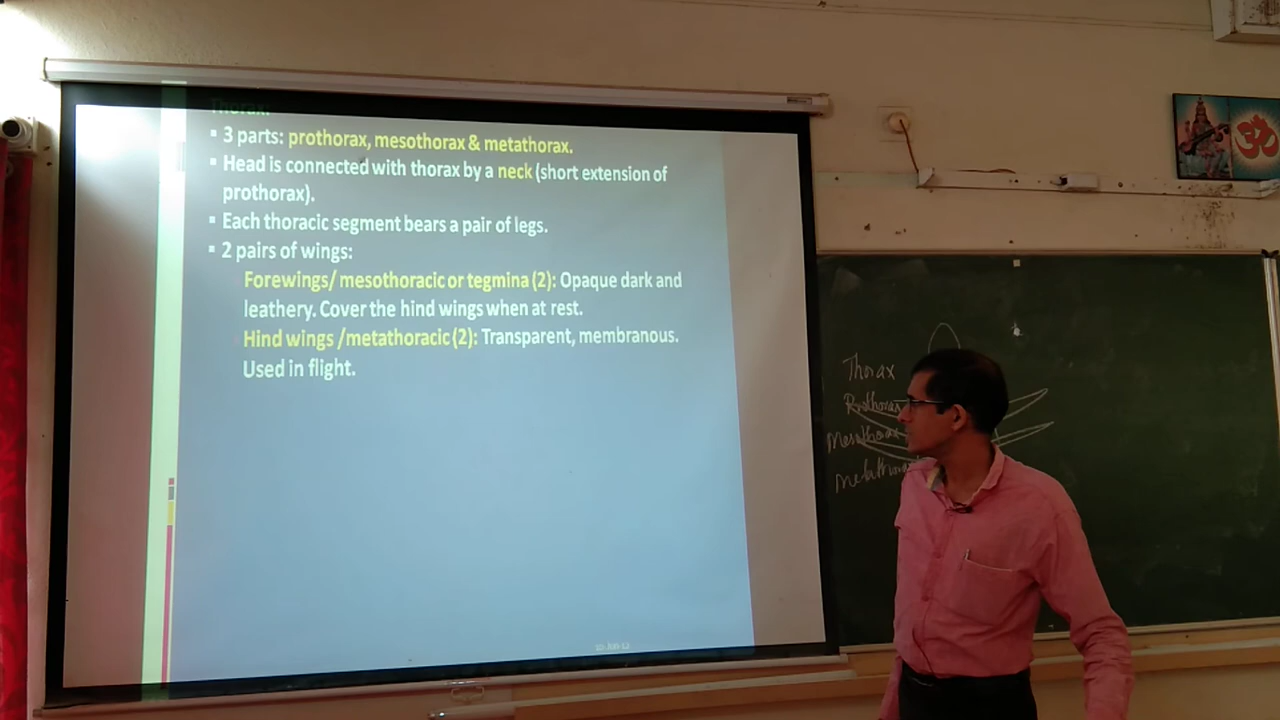 Thorax:
▪ 3 parts: prothorax, mesothorax & metathorax.
▪ Head is connected with thorax by a neck (short extension of
prothorax).
▪ Each thoracic segment bears a pair of legs.
▪ 2 pairs of wings:
Forewings/ mesothoracic or tegmina (2): Opaque dark and
leathery. Cover the hind wings when at rest.
Hind wings /metathoracic (2): Transparent, membranous.
Used in flight.
Thorax
Prothorax